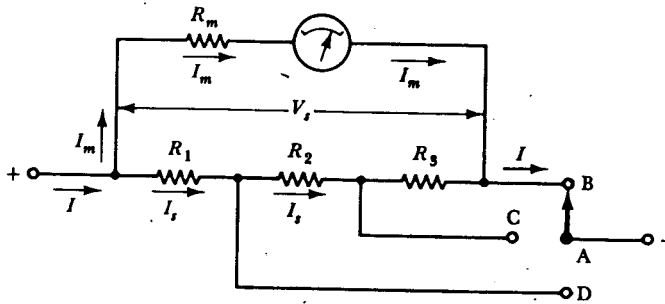 R_m
I_m I_m
V_s
I_m
R_1 R_2 R_3
+ I I_s I_s I B
C
A -
D